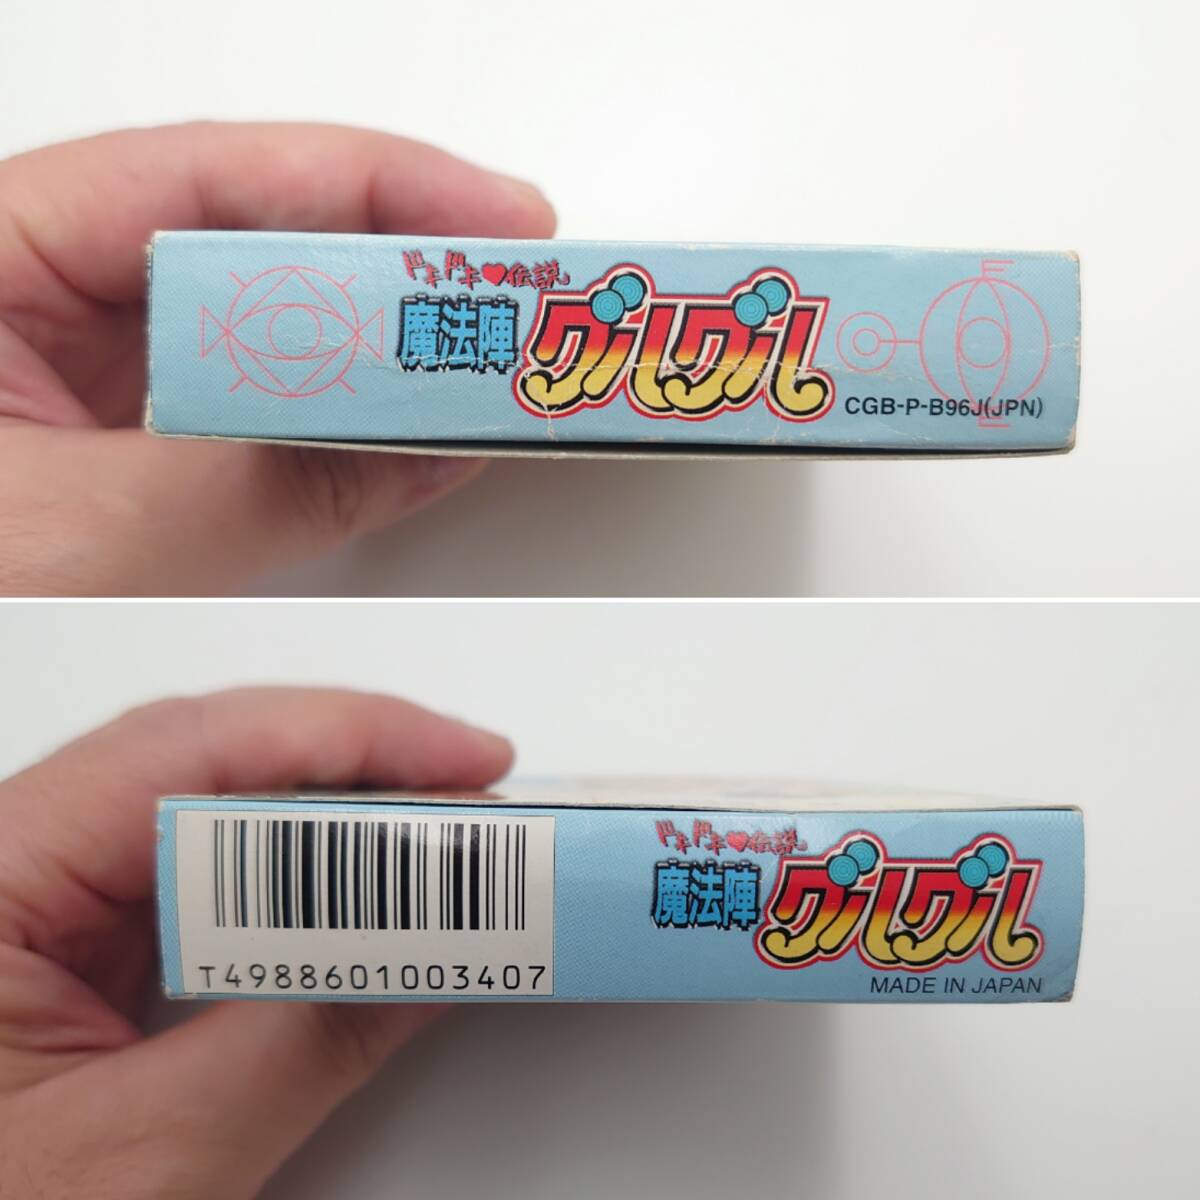 ドキドキ♥伝説
魔法陣グルグル
CGB-P-B96J(JPN)
T4988601003407
ドキドキ♥伝説
魔法陣グルグル
MADE IN JAPAN